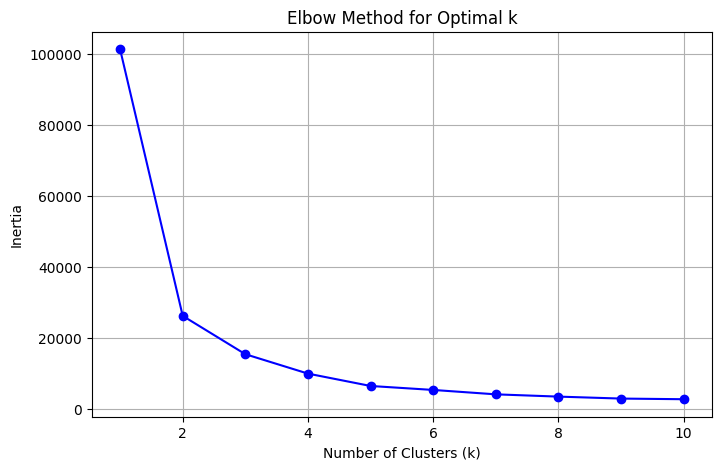 Elbow Method for Optimal k
100000
80000
60000
40000
20000
0
Inertia
2 4 6 8 10
Number of Clusters (k)